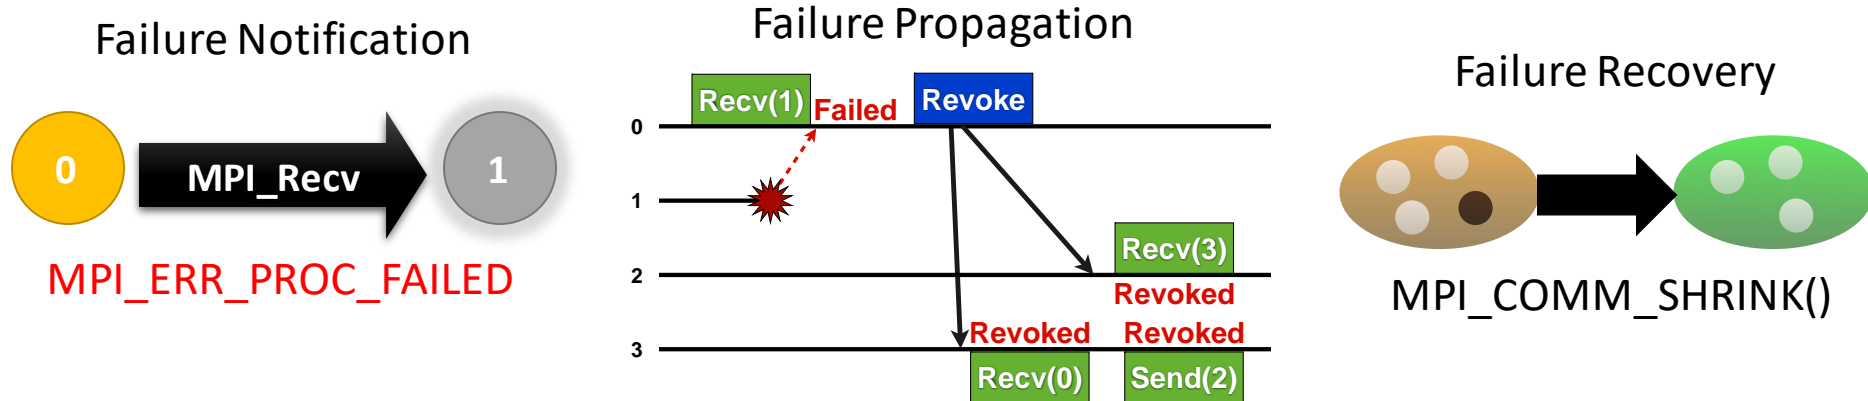 Failure Notification
0
MPI_Recv
1
MPI_ERR_PROC_FAILED
Failure Propagation
Recv(1)
Failed
Revoke
0
1
Recv(3)
2
Revoked
Revoked
Revoked
3
Recv(0)
Send(2)
Failure Recovery
MPI_COMM_SHRINK()